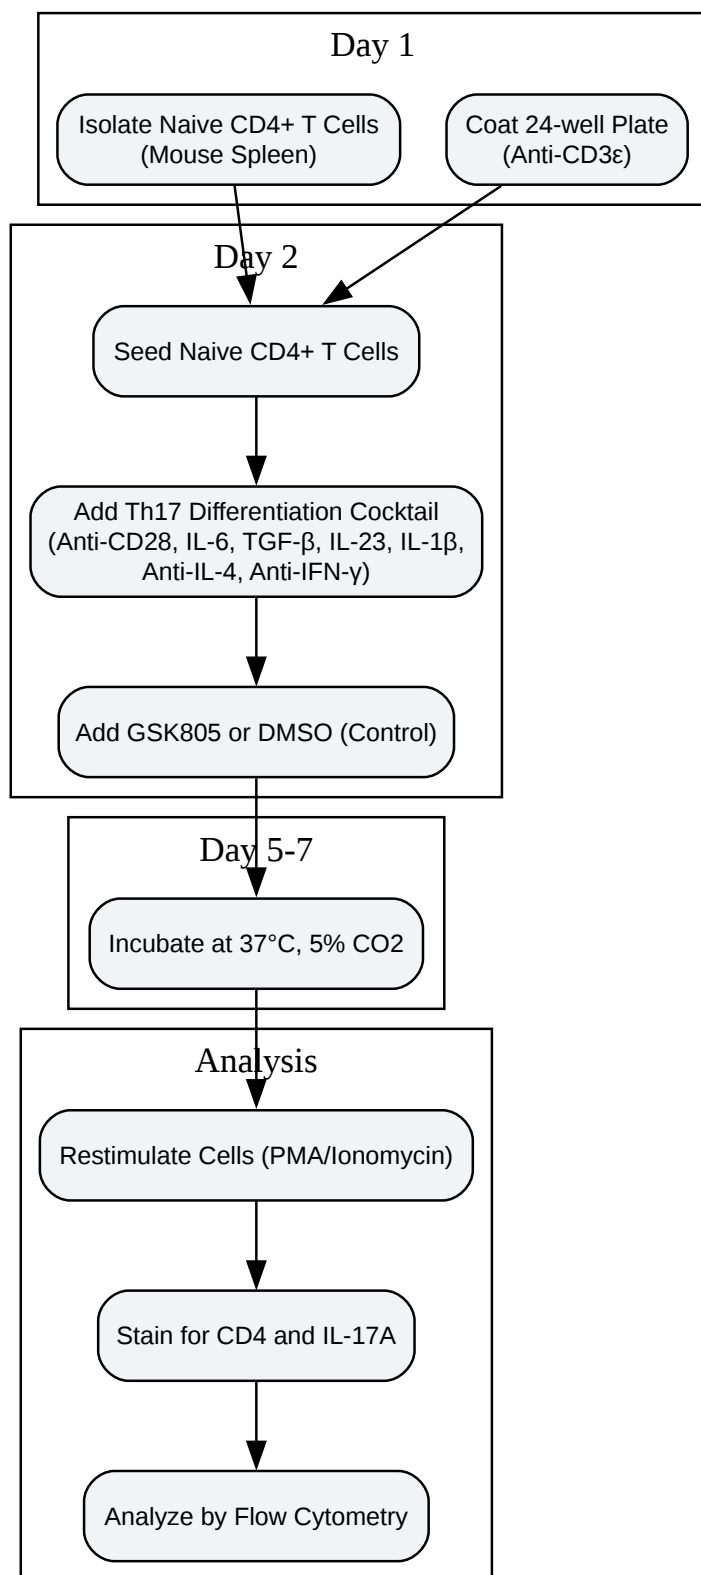 Day 1
Isolate Naive CD4+ T Cells
(Mouse Spleen)
Coat 24-well Plate
(Anti-CD3ε)
Day 2
Seed Naive CD4+ T Cells
Add Th17 Differentiation Cocktail
(Anti-CD28, IL-6, TGF-β, IL-23, IL-1β,
Anti-IL-4, Anti-IFN-γ)
Add GSK805 or DMSO (Control)
Day 5-7
Incubate at 37°C, 5% CO2
Analysis
Restimulate Cells (PMA/Ionomycin)
Stain for CD4 and IL-17A
Analyze by Flow Cytometry